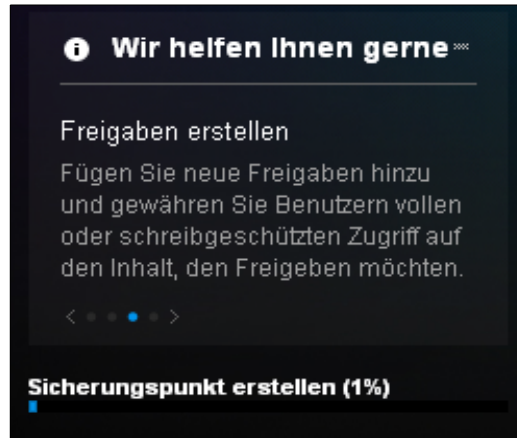 Wir helfen Ihnen gerne
Freigaben erstellen
Fügen Sie neue Freigaben hinzu
und gewähren Sie Benutzern vollen
oder schreibgeschützten Zugriff auf
den Inhalt, den Freigeben möchten.
Sicherungspunkt erstellen (1%)